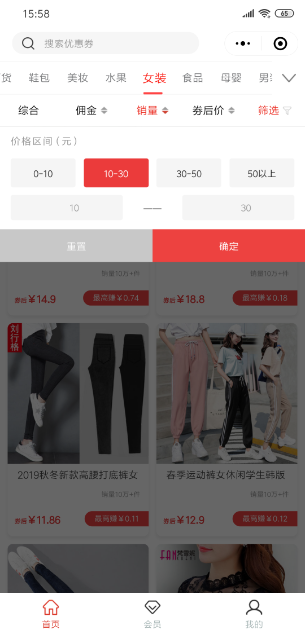 15:58
65
搜索优惠券
货 鞋包 美妆 水果 女装 食品 母婴 男
综合 佣金 销量 券后价 筛选
价格区间(元)
0-10 10-30 30-50 50以上
10 —— 30
重置 确定
销量10万+件 销量10万+件
券后¥14.9 最高赚¥0.74 券后¥18.8 最高赚¥0.18
刘行格
2019秋冬新款高腰打底裤女 春季运动裤女休闲学生韩版
销量10万+件 销量10万+件
券后¥11.86 最高赚¥0.11 券后¥12.9 最高赚¥0.12
首页 会员 我的